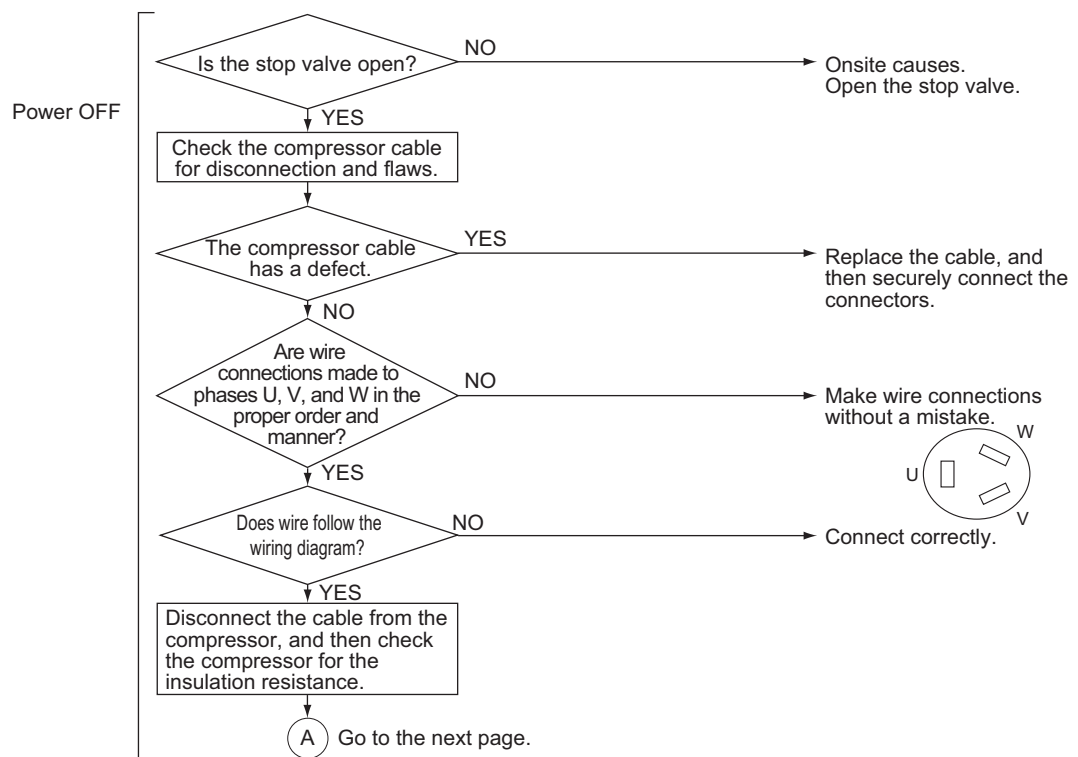 Power OFF
Is the stop valve open?
NO
Onsite causes.
Open the stop valve.
YES
Check the compressor cable
for disconnection and flaws.
The compressor cable
has a defect.
YES
Replace the cable, and
then securely connect the
connectors.
NO
Are wire
connections made to
phases U, V, and W in the
proper order and
manner?
NO
Make wire connections
without a mistake.
W
U
V
YES
Does wire follow the
wiring diagram?
NO
Connect correctly.
YES
Disconnect the cable from the
compressor, and then check
the compressor for the
insulation resistance.
A
Go to the next page.